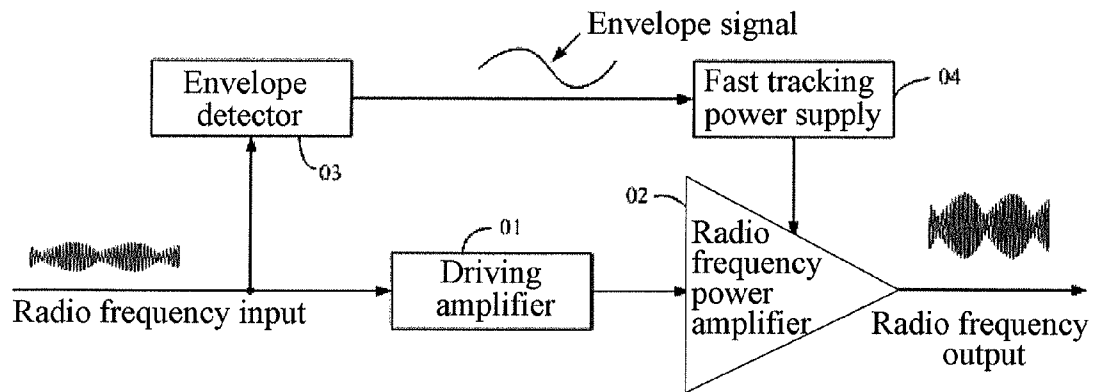 Envelope signal
Envelope
detector
03
Fast tracking
power supply
04
02
01
Radio
frequency
power
amplifier
Driving
amplifier
Radio frequency input
Radio frequency
output